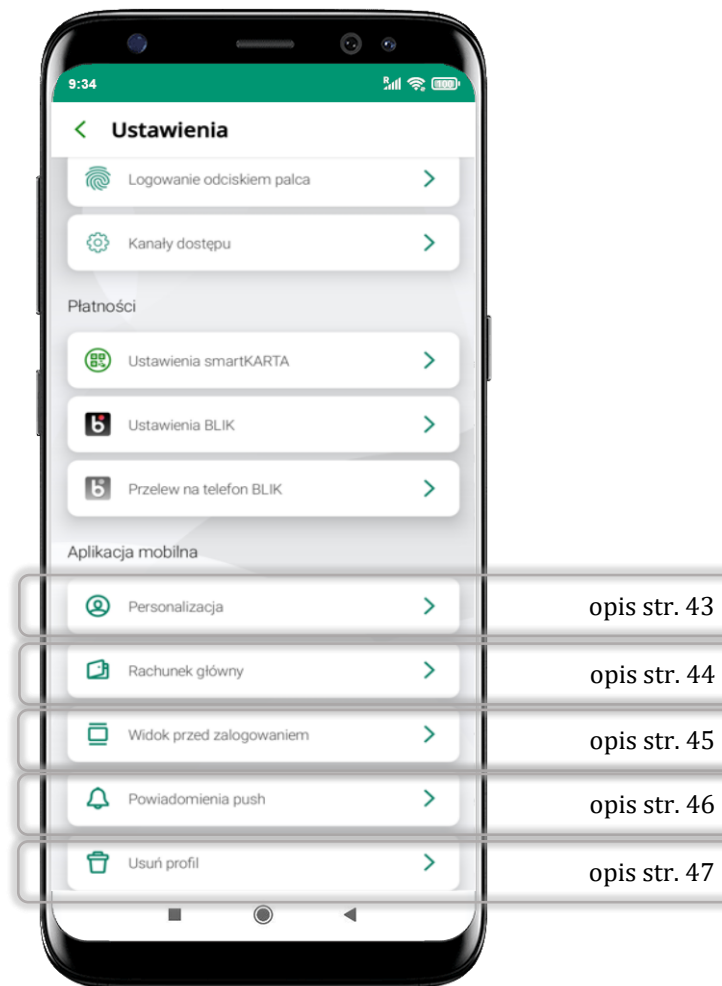 9:34
R 100
Ustawienia
Logowanie odciskiem palca
Kanały dostępu
Płatności
Ustawienia smartKARTA
Ustawienia BLIK
Przelew na telefon BLIK
Aplikacja mobilna
Personalizacja opis str. 43
Rachunek główny opis str. 44
Widok przed zalogowaniem opis str. 45
Powiadomienia push opis str. 46
Usuń profil opis str. 47